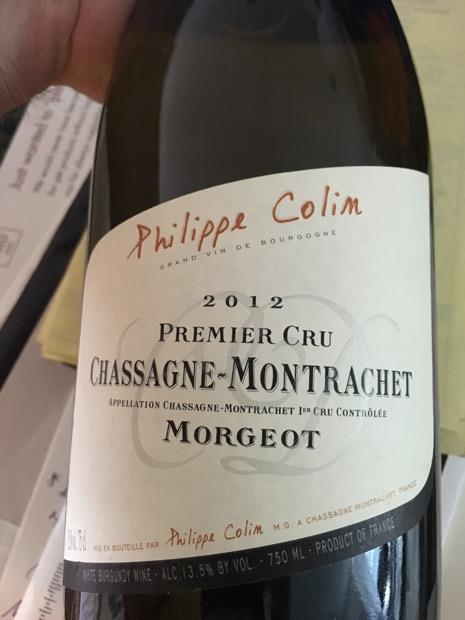 Philippe Colin
GRAND VIN DE BOURGOGNE
2012
PREMIER CRU
CHASSAGNE-MONTRACHET
APPELLATION CHASSAGNE-MONTRACHET 1ER CRU CONTRÔLÉE
MORGEOT
MIS EN BOUTEILLE PAR Philippe Colin M.G. A CHASSAGNE-MONTRACHET, FRANCE
WHITE BURGUNDY WINE - ALC.13.5% BY VOL. - 750 ML - PRODUCT OF FRANCE